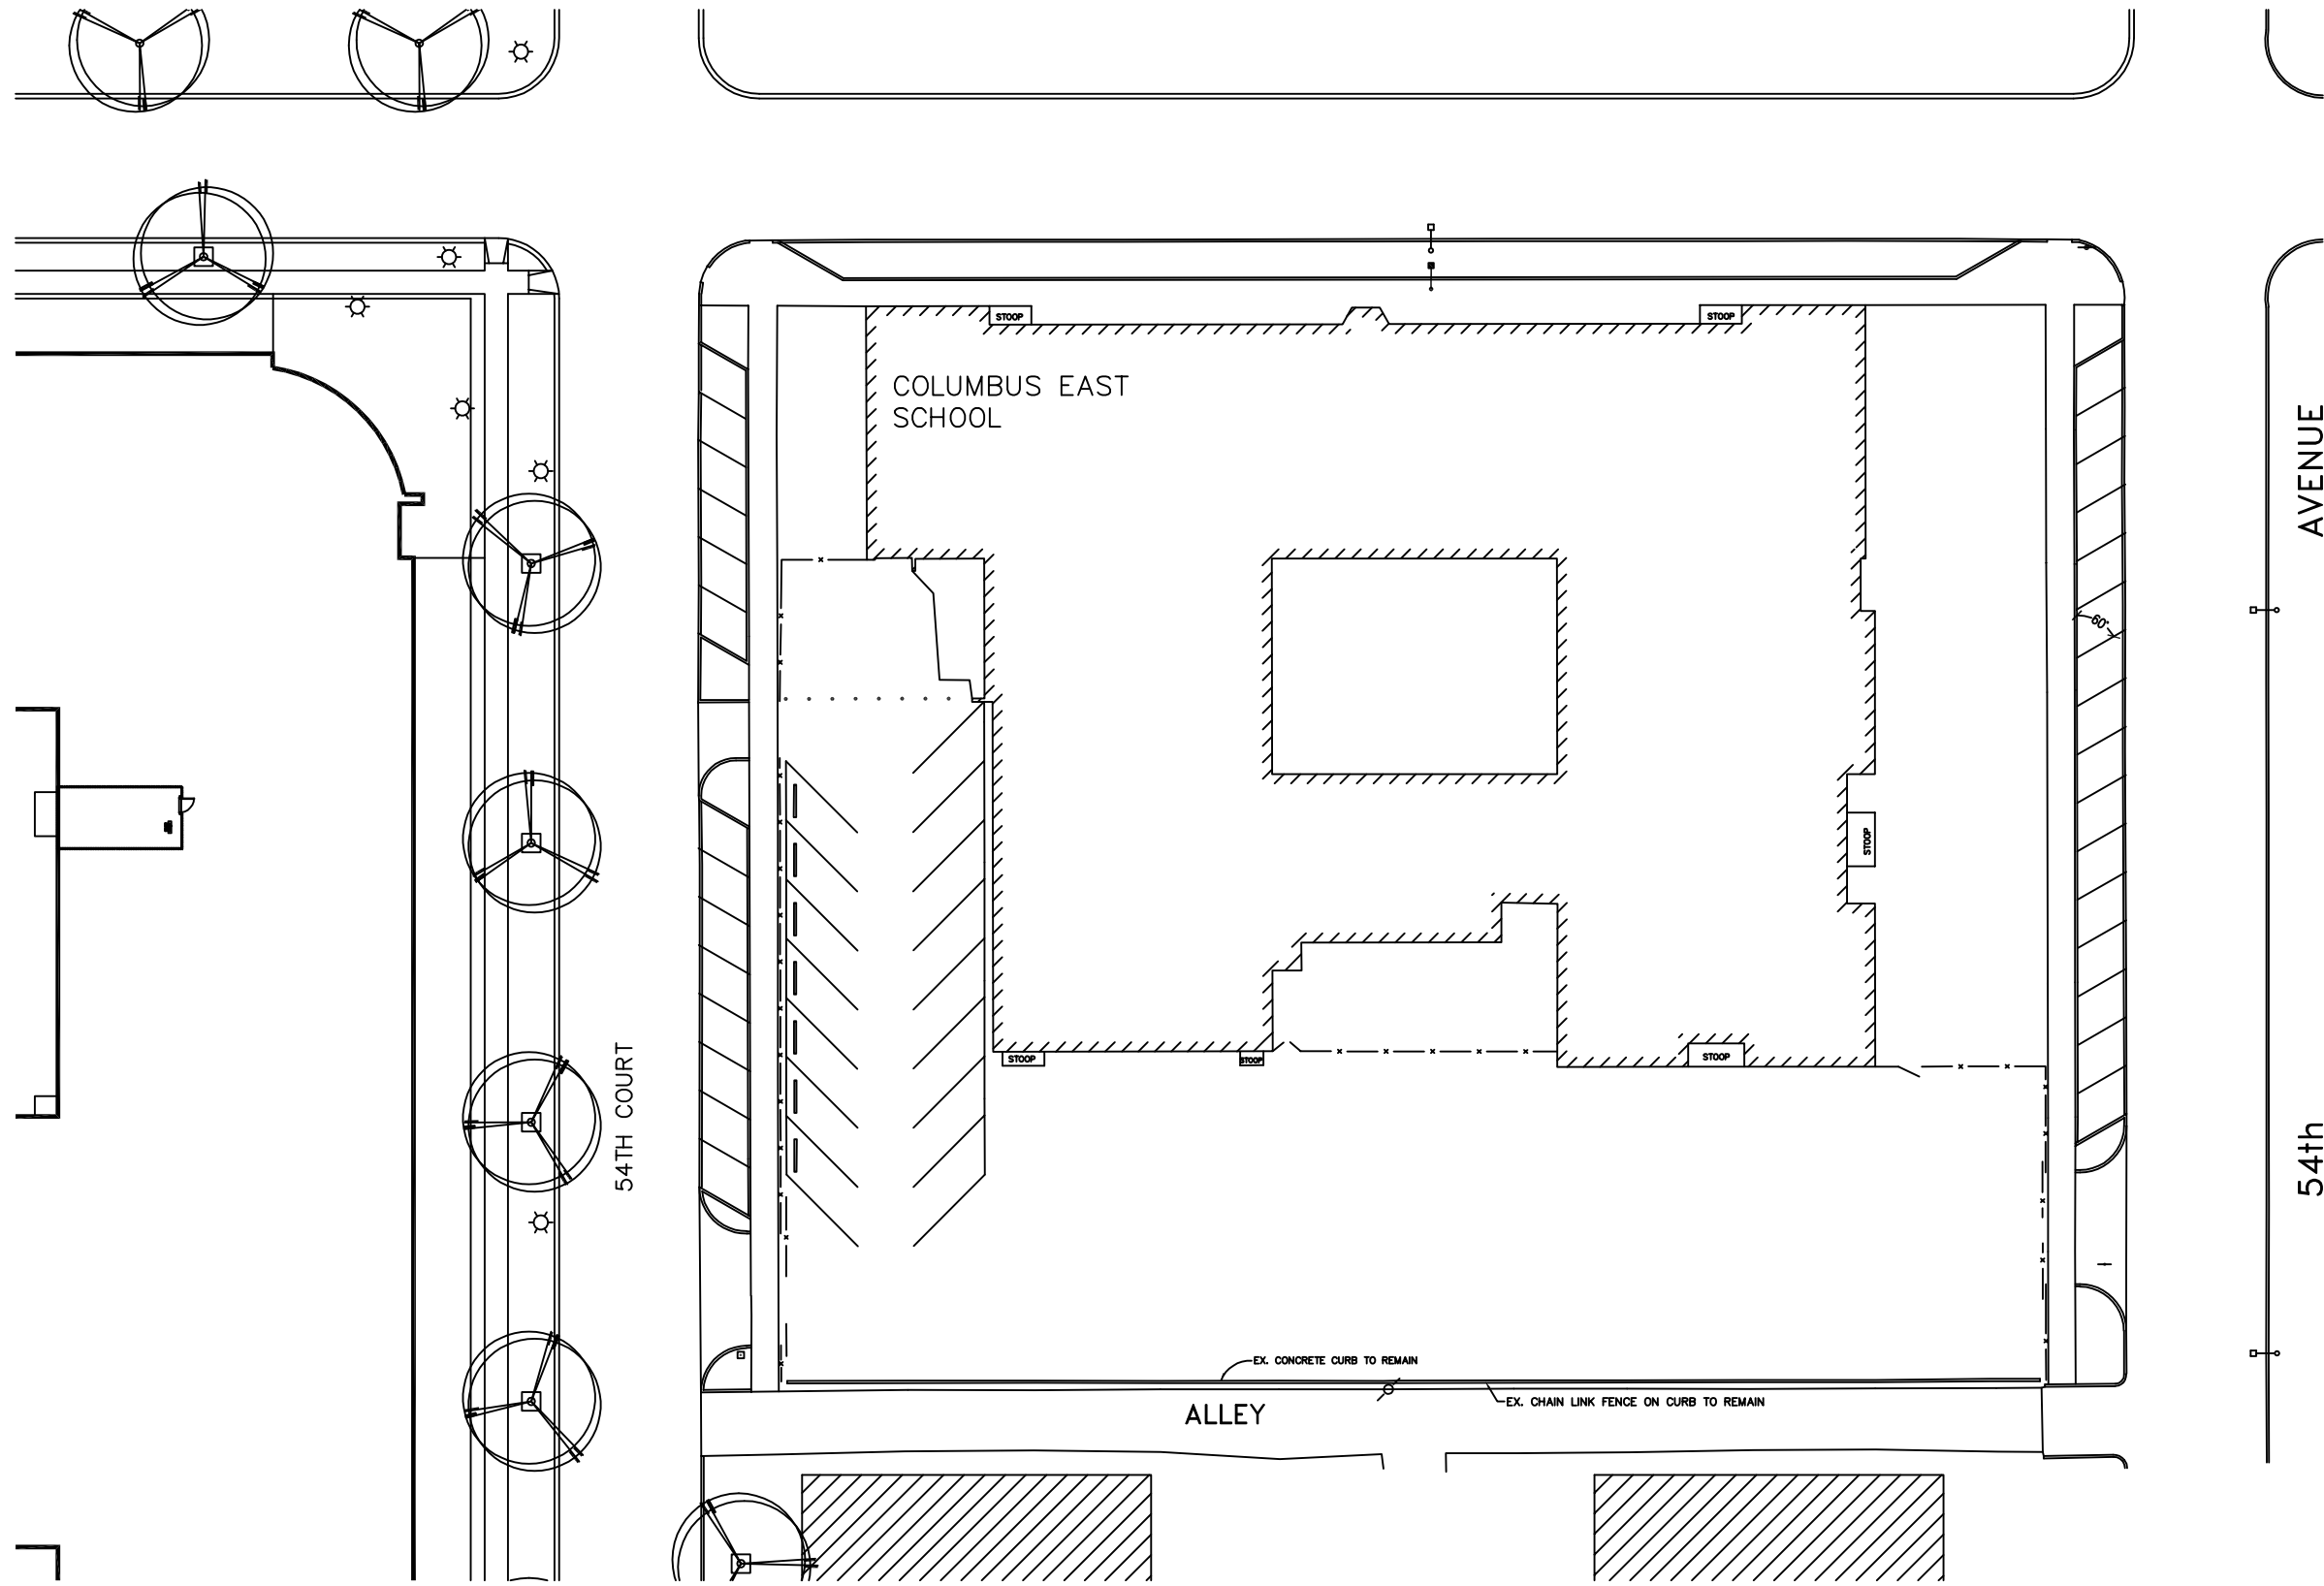 STOOP
STOOP
COLUMBUS EAST
SCHOOL
AVENUE
60°
STOOP
54TH COURT
STOOP
STOOP
STOOP
54th
EX. CONCRETE CURB TO REMAIN
EX. CHAIN LINK FENCE ON CURB TO REMAIN
ALLEY